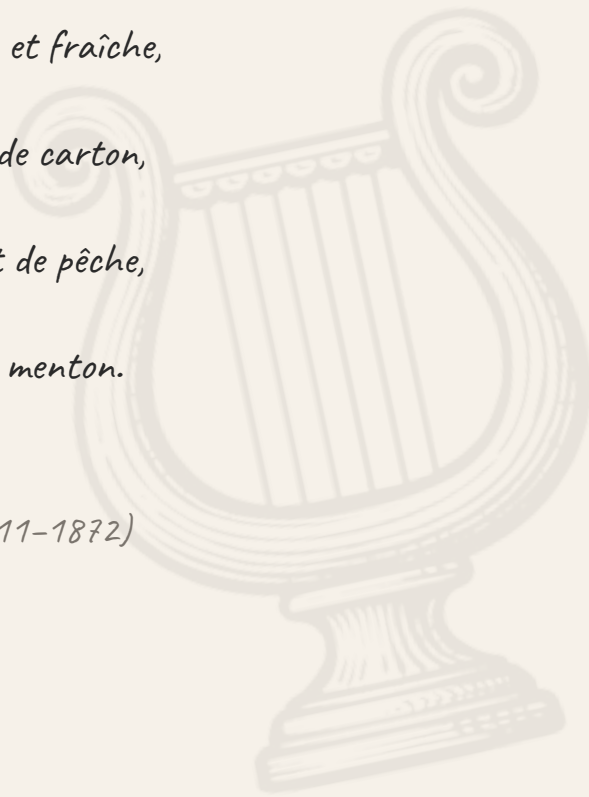 et fraîche,
de carton,
de pêche,
menton.
11–1872)